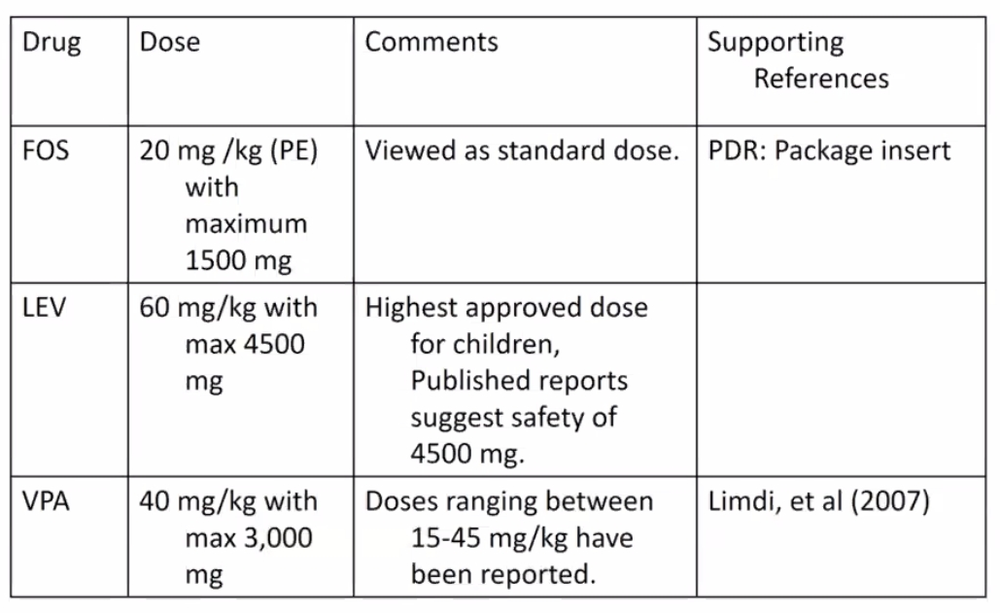 Drug
Dose
Comments
Supporting
References
FOS
20 mg /kg (PE)
with
maximum
1500 mg
Viewed as standard dose.
PDR: Package insert
LEV
60 mg/kg with
max 4500
mg
Highest approved dose
for children,
Published reports
suggest safety of
4500 mg.
VPA
40 mg/kg with
max 3,000
mg
Doses ranging between
15-45 mg/kg have
been reported.
Limdi, et al (2007)